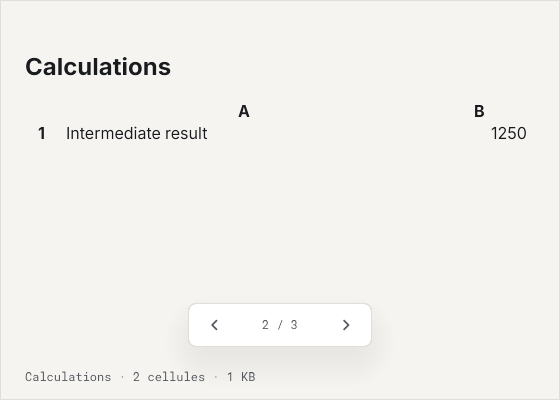 Calculations
A B
1 Intermediate result 1250
2 / 3
Calculations · 2 cellules · 1 KB